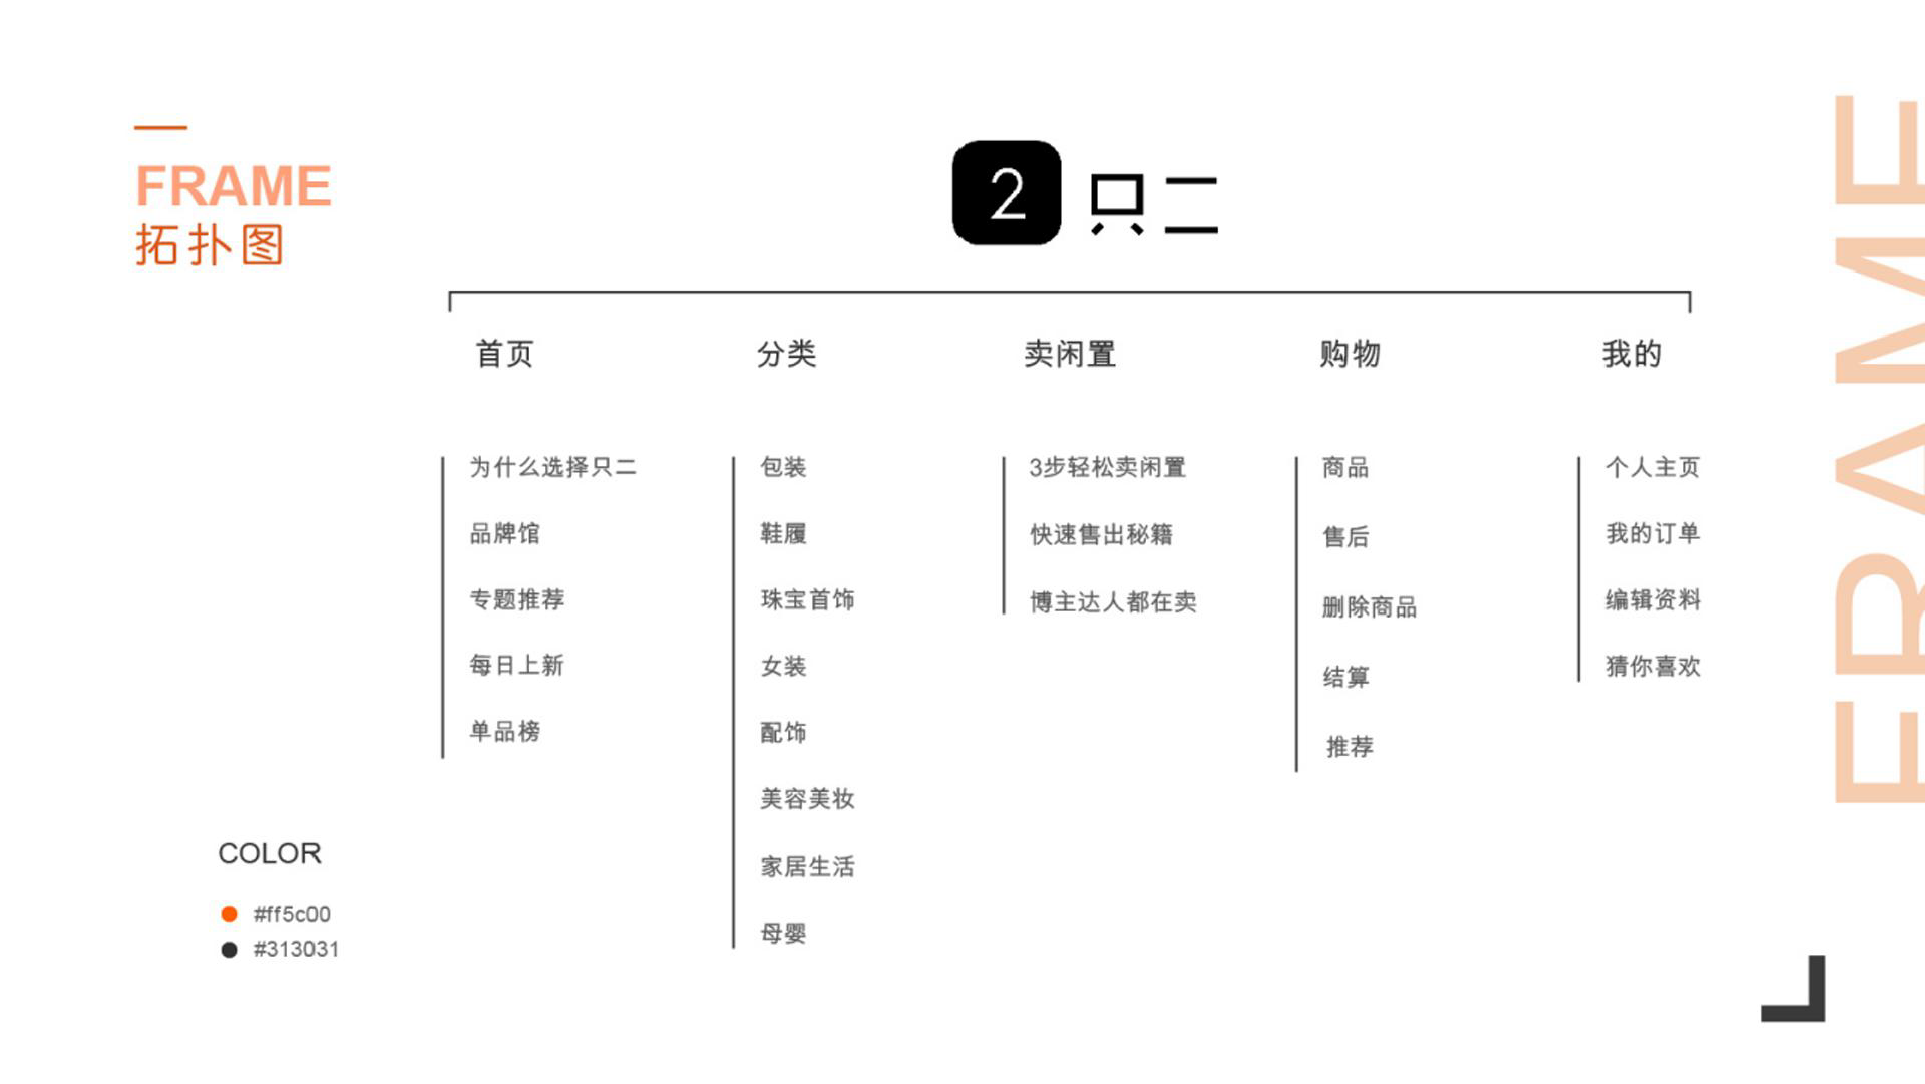 FRAME
拓扑图
2 只二
首页
为什么选择只二
品牌馆
专题推荐
每日上新
单品榜
分类
包装
鞋履
珠宝首饰
女装
配饰
美容美妆
家居生活
母婴
卖闲置
3步轻松卖闲置
快速售出秘籍
博主达人都在卖
购物
商品
售后
删除商品
结算
推荐
我的
个人主页
我的订单
编辑资料
猜你喜欢
COLOR
#ff5c00
#313031
FRAME